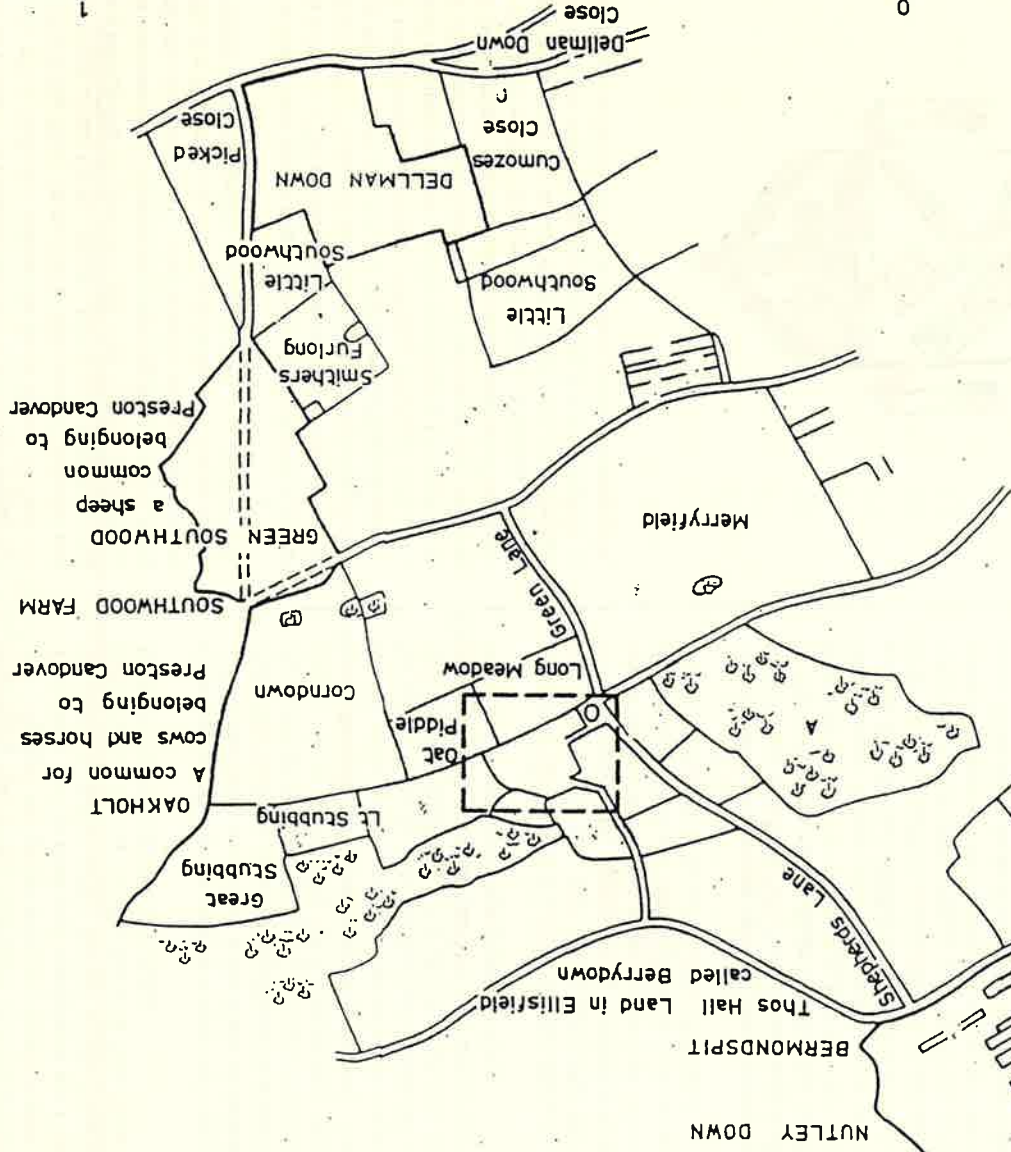 NUTLEY DOWN
BERMONDSPIT
Thos Hall Land in Ellisfield
called Berrydown
Shepherds Lane
Great
Stubbing
Lt Stubbing
OAKHOLT
A common for
cows and horses
belonging to
Preston Candover
A
Oat
Piddle
Corndown
Long Meadow
Green Lane
SOUTHWOOD FARM
Merryfield
GREEN SOUTHWOOD
a sheep
common
belonging to
Preston Candover
Smithers
Furlong
Little
Southwood
Little
Southwood
Cumozes
Close
DELLMAN DOWN
Picked
Close
Dellman Down
Close
0
1